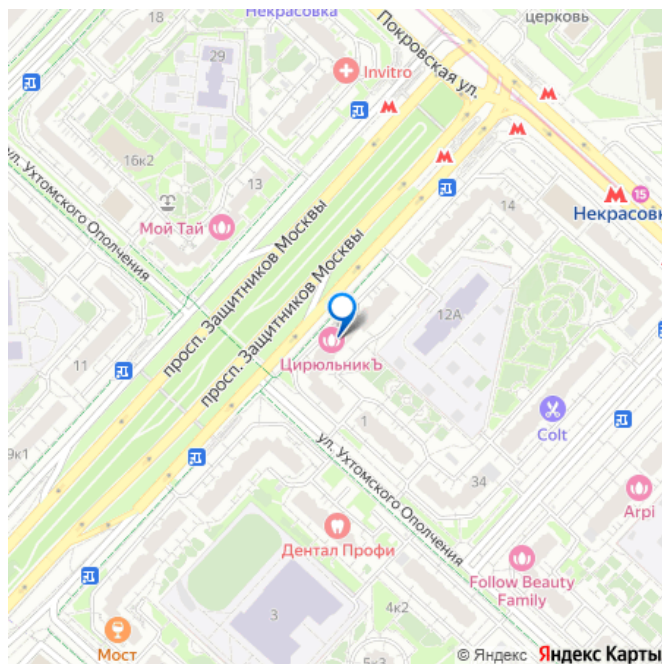 18
Некрасовка
церковь
29
Invitro
Покровская ул.
16к2
13
ул. Ухтомского Ополчения
Мой Тай
14
15
просп. Защитников Москвы
просп. Защитников Москвы
12А
ЦирюльникЪ
11
1
Colt
9к1
ул. Ухтомского Ополчения
34
Arpi
Дентал Профи
Follow Beauty
Family
3
4к2
Мост
5к3
© Яндекс Яндекс Карты